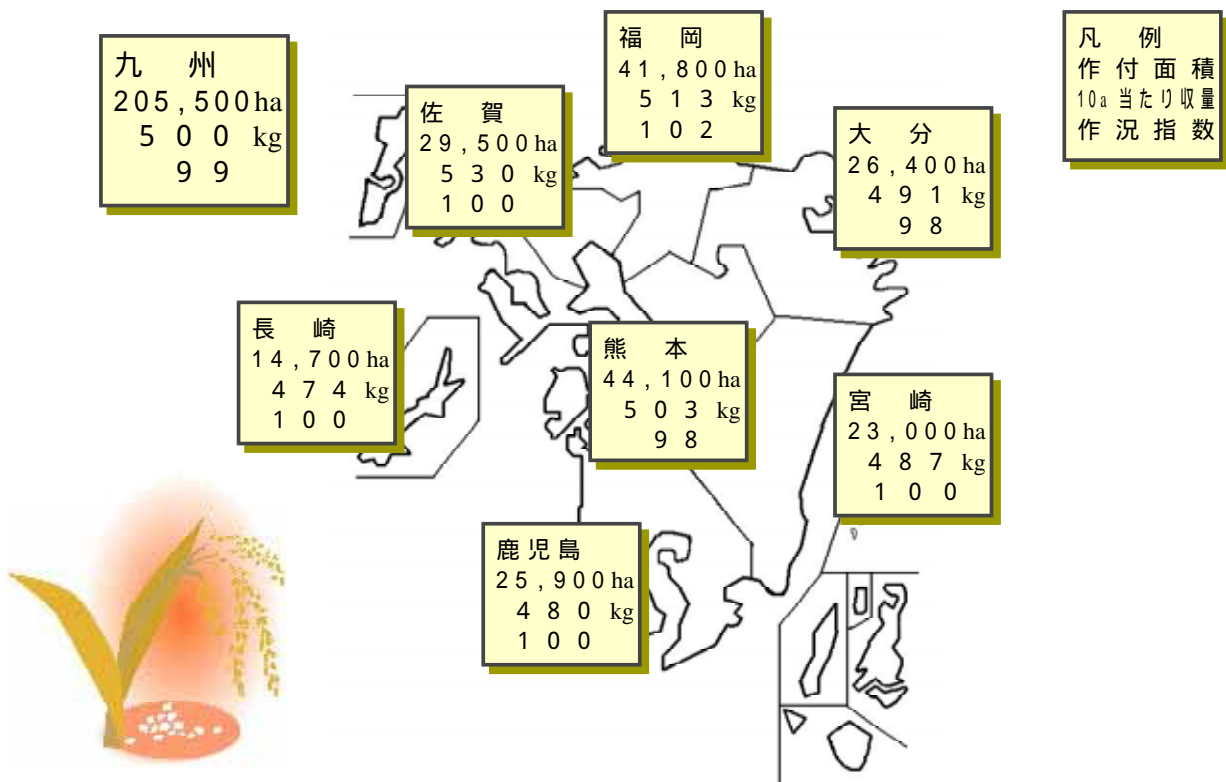 九州
205,500ha
500kg
99
福岡
41,800ha
513kg
102
凡例
作付面積
10a当たり収量
作況指数
佐賀
29,500ha
530kg
100
大分
26,400ha
491kg
98
長崎
14,700ha
474kg
100
熊本
44,100ha
503kg
98
宮崎
23,000ha
487kg
100
鹿児島
25,900ha
480kg
100